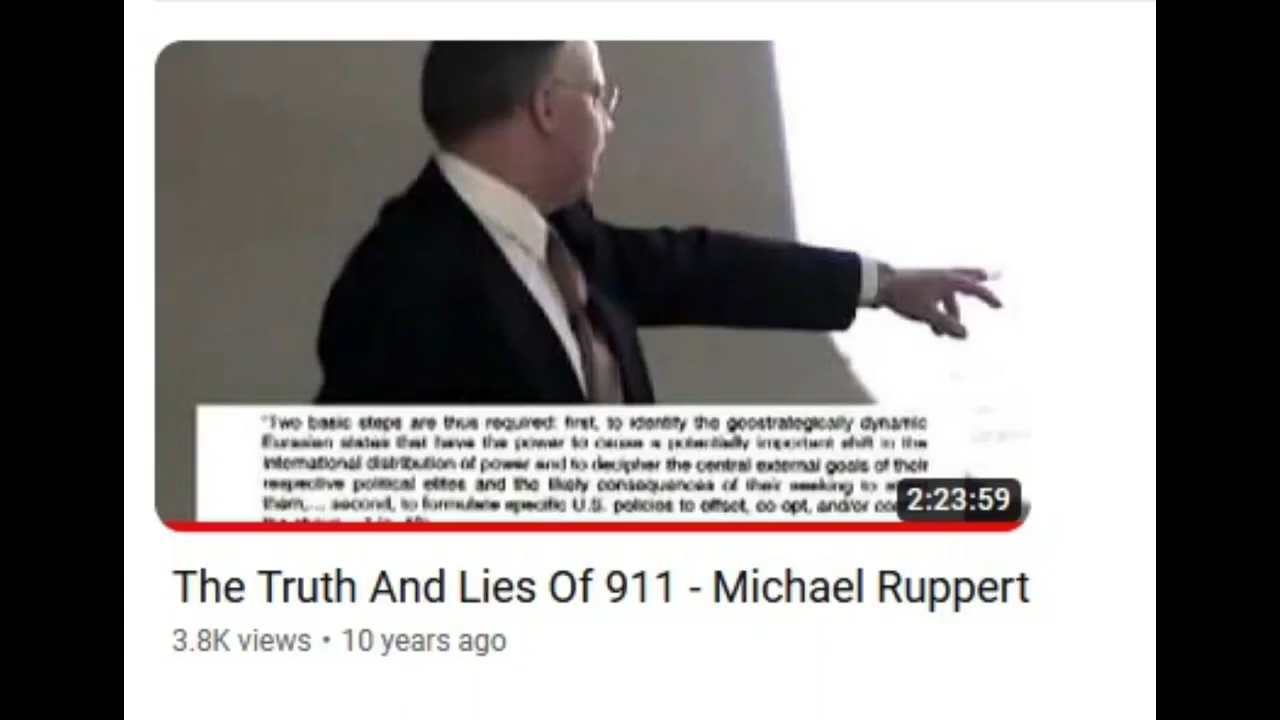 "Two basic steps are thus required: first, to identify the geostrategically dynamic
Eurasian states that have the power to cause a potentially important shift in the
international distribution of power and to decipher the central external goals of their
respective political elites and the likely consequences of their seeking to
them,... second, to formulate specific U.S. policies to offset, co-opt, and/or
2:23:59
The Truth And Lies Of 911 - Michael Ruppert
3.8K views • 10 years ago